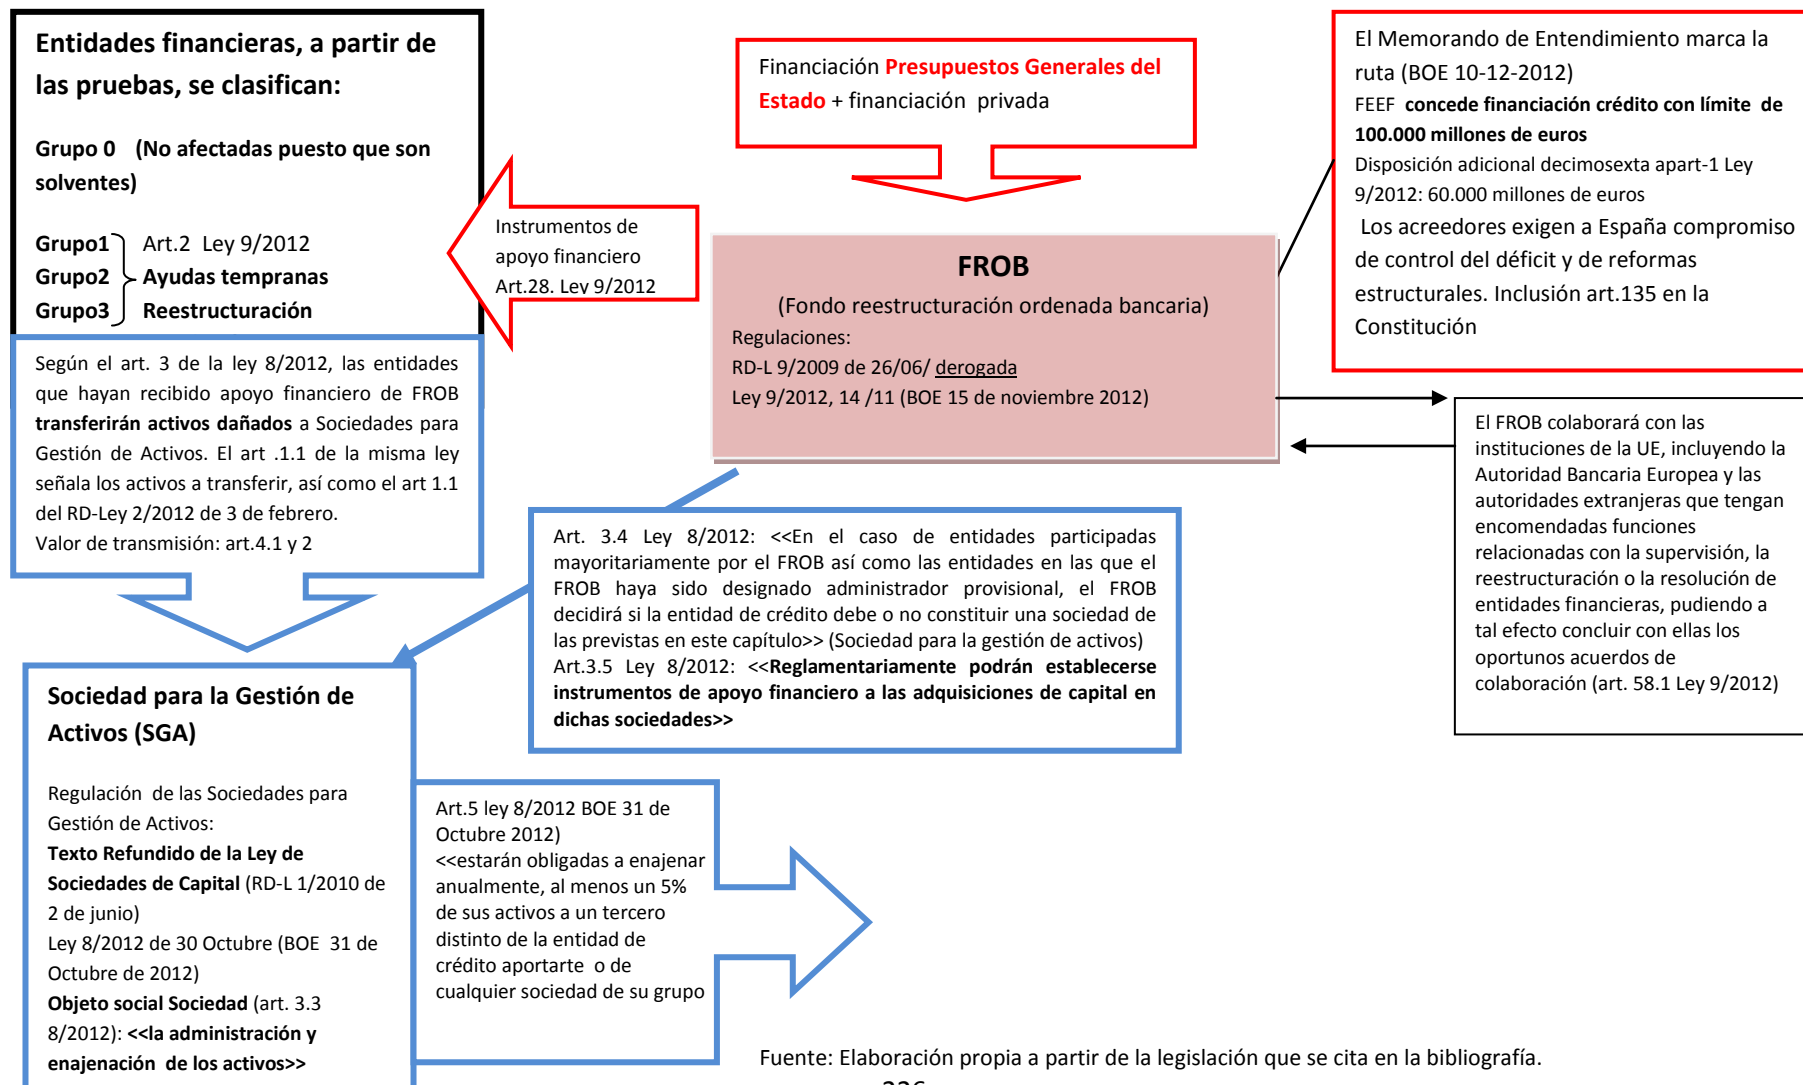 Entidades financieras, a partir de
las pruebas, se clasifican:
Grupo 0 (No afectadas puesto que son
solventes)
Grupo1 Art.2 Ley 9/2012
Grupo2 Ayudas tempranas
Grupo3 Reestructuración
Según el art. 3 de la ley 8/2012, las entidades
que hayan recibido apoyo financiero de FROB
transferirán activos dañados a Sociedades para
Gestión de Activos. El art .1.1 de la misma ley
señala los activos a transferir, así como el art 1.1
del RD-Ley 2/2012 de 3 de febrero.
Valor de transmisión: art.4.1 y 2
Instrumentos de
apoyo financiero
Art.28. Ley 9/2012
Financiación Presupuestos Generales del
Estado + financiación privada
FROB
(Fondo reestructuración ordenada bancaria)
Regulaciones:
RD-L 9/2009 de 26/06/ derogada
Ley 9/2012, 14 /11 (BOE 15 de noviembre 2012)
El Memorando de Entendimiento marca la
ruta (BOE 10-12-2012)
FEEF concede financiación crédito con límite de
100.000 millones de euros
Disposición adicional decimosexta apart-1 Ley
9/2012: 60.000 millones de euros
Los acreedores exigen a España compromiso
de control del déficit y de reformas
estructurales. Inclusión art.135 en la
Constitución
El FROB colaborará con las
instituciones de la UE, incluyendo la
Autoridad Bancaria Europea y las
autoridades extranjeras que tengan
encomendadas funciones
relacionadas con la supervisión, la
reestructuración o la resolución de
entidades financieras, pudiendo a
tal efecto concluir con ellas los
oportunos acuerdos de
colaboración (art. 58.1 Ley 9/2012)
Art. 3.4 Ley 8/2012: <<En el caso de entidades participadas
mayoritariamente por el FROB así como las entidades en las que el
FROB haya sido designado administrador provisional, el FROB
decidirá si la entidad de crédito debe o no constituir una sociedad de
las previstas en este capítulo>> (Sociedad para la gestión de activos)
Art.3.5 Ley 8/2012: <<Reglamentariamente podrán establecerse
instrumentos de apoyo financiero a las adquisiciones de capital en
dichas sociedades>>
Sociedad para la Gestión de
Activos (SGA)
Regulación de las Sociedades para
Gestión de Activos:
Texto Refundido de la Ley de
Sociedades de Capital (RD-L 1/2010 de
2 de junio)
Ley 8/2012 de 30 Octubre (BOE 31 de
Octubre de 2012)
Objeto social Sociedad (art. 3.3
8/2012): <<la administración y
enajenación de los activos>>
Art.5 ley 8/2012 BOE 31 de
Octubre 2012)
<<estarán obligadas a enajenar
anualmente, al menos un 5%
de sus activos a un tercero
distinto de la entidad de
crédito aportarte o de
cualquier sociedad de su grupo
Fuente: Elaboración propia a partir de la legislación que se cita en la bibliografía.